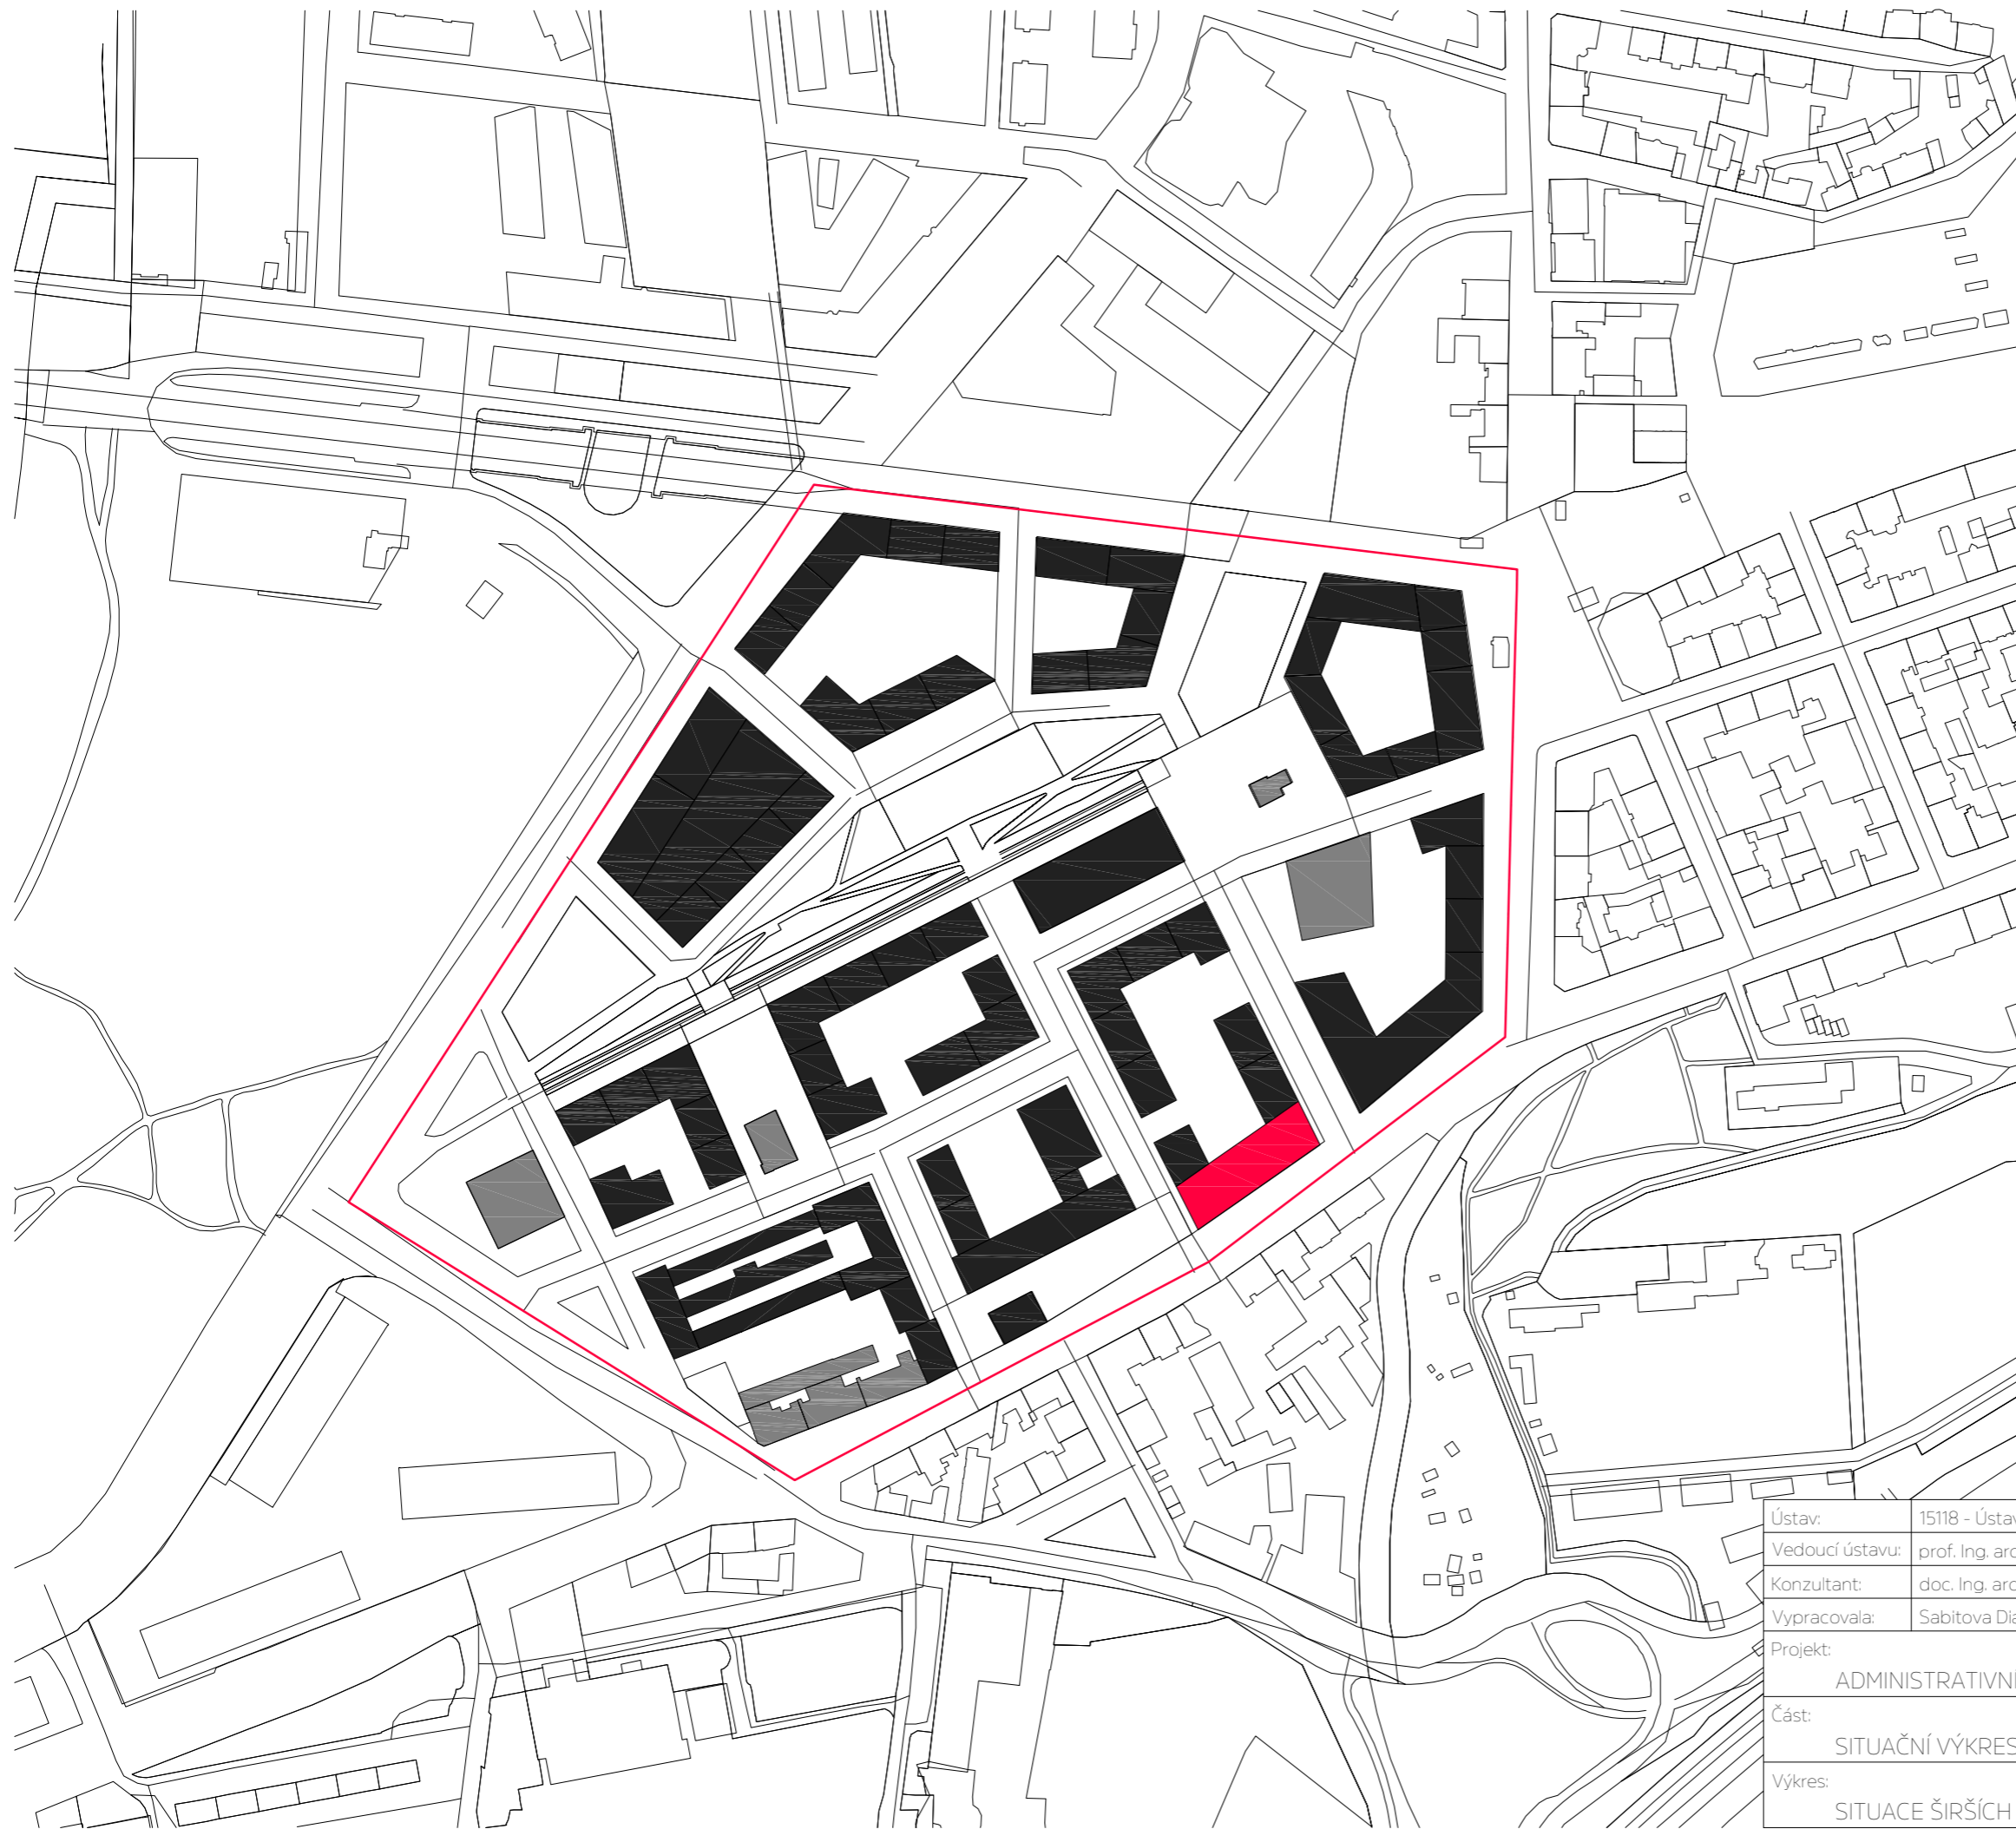 Ústav: 15118 - Ústav
Vedoucí ústavu: prof. Ing. arc
Konzultant: doc. Ing. arc
Vypracovala: Sabitova Dia
Projekt:
ADMINISTRATIVNÍ
Část:
SITUAČNÍ VÝKRES
Výkres:
SITUACE ŠIRŠÍCH